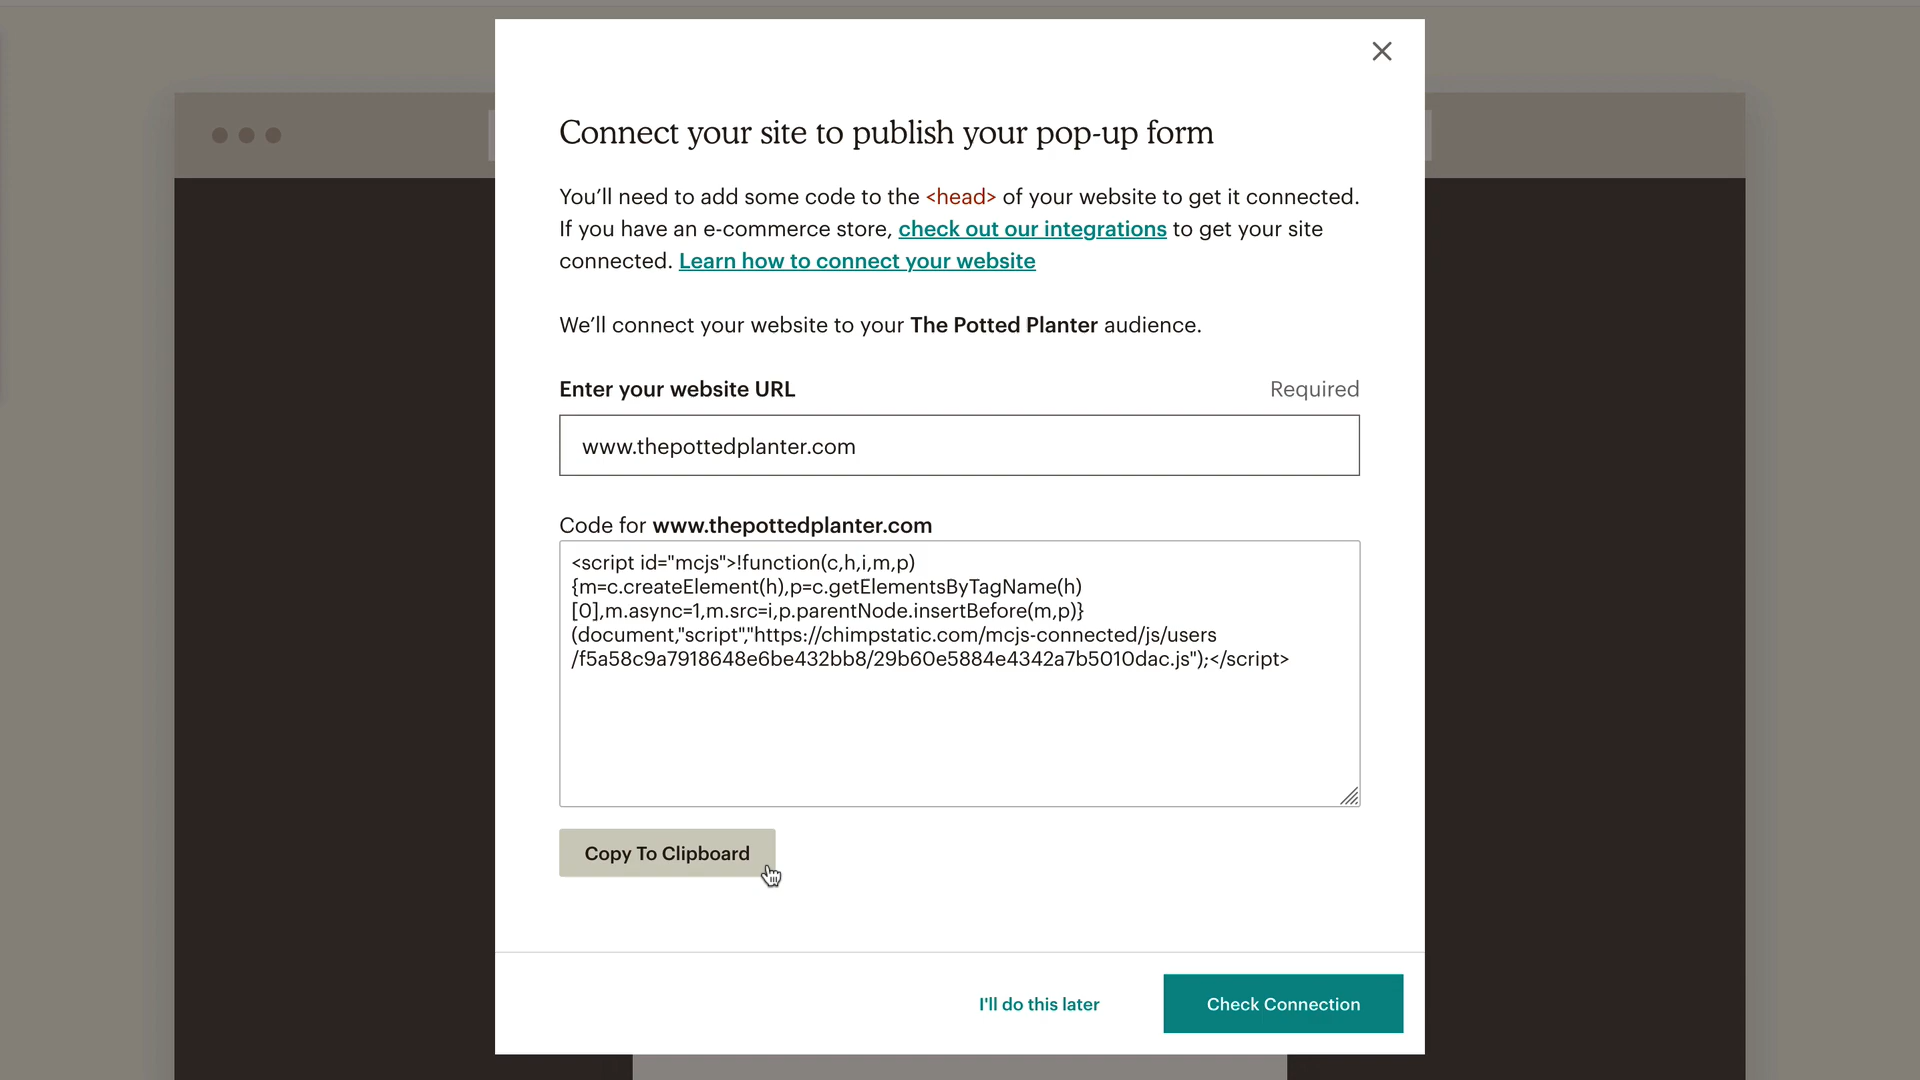 Connect your site to publish your pop-up form
You’ll need to add some code to the <head> of your website to get it connected.
If you have an e-commerce store, check out our integrations to get your site
connected. Learn how to connect your website
We’ll connect your website to your The Potted Planter audience.
Enter your website URL
Required
www.thepottedplanter.com
Code for www.thepottedplanter.com
<script id="mcjs">!function(c,h,i,m,p)
{m=c.createElement(h),p=c.getElementsByTagName(h)
[0],m.async=1,m.src=i,p.parentNode.insertBefore(m,p)}
(document,"script","https://chimpstatic.com/mcjs-connected/js/users
/f5a58c9a7918648e6be432bb8/29b60e5884e4342a7b5010dac.js");</script>
Copy To Clipboard
I'll do this later
Check Connection